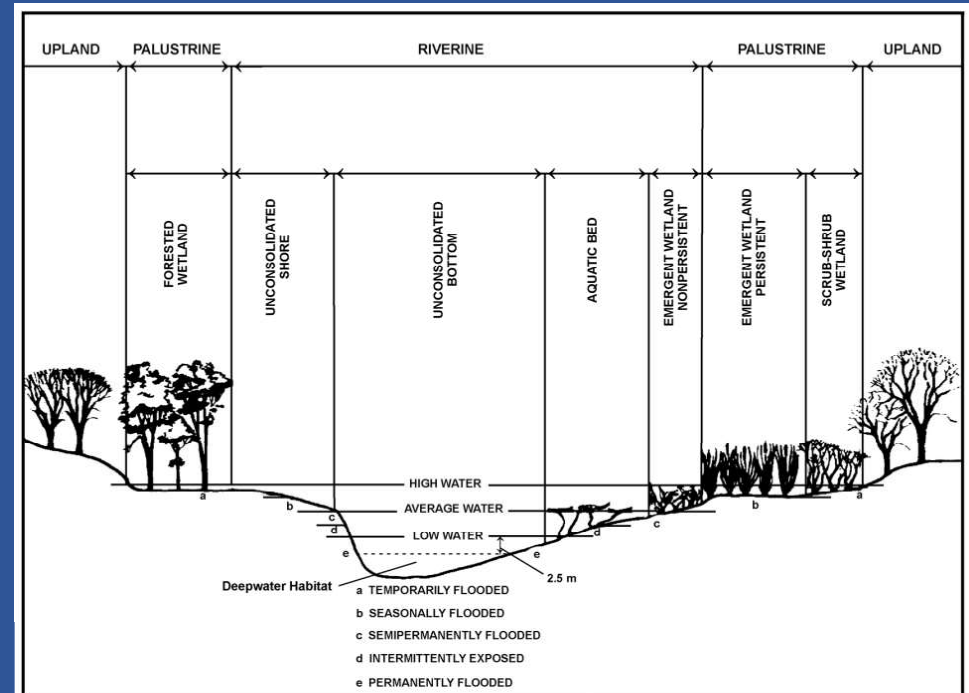 UPLAND PALUSTRINE RIVERINE PALUSTRINE UPLAND
FORESTED
WETLAND
UNCONSOLIDATED
SHORE
UNCONSOLIDATED
BOTTOM
AQUATIC BED
EMERGENT WETLAND
NONPERSISTENT
EMERGENT WETLAND
PERSISTENT
SCRUB-SHRUB
WETLAND
HIGH WATER
a
a
b
b
AVERAGE WATER
c
c
d
d
LOW WATER
e
e
2.5 m
Deepwater Habitat
a TEMPORARILY FLOODED
b SEASONALLY FLOODED
c SEMIPERMANENTLY FLOODED
d INTERMITTENTLY EXPOSED
e PERMANENTLY FLOODED